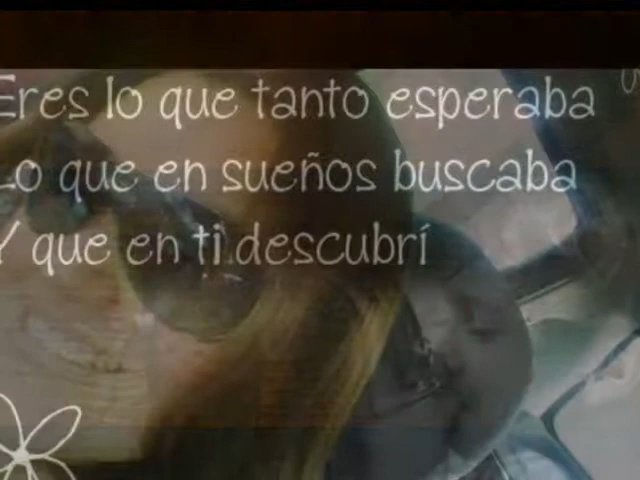 Eres lo que tanto esperaba
Lo que en sueños buscaba
Y que en ti descubrí